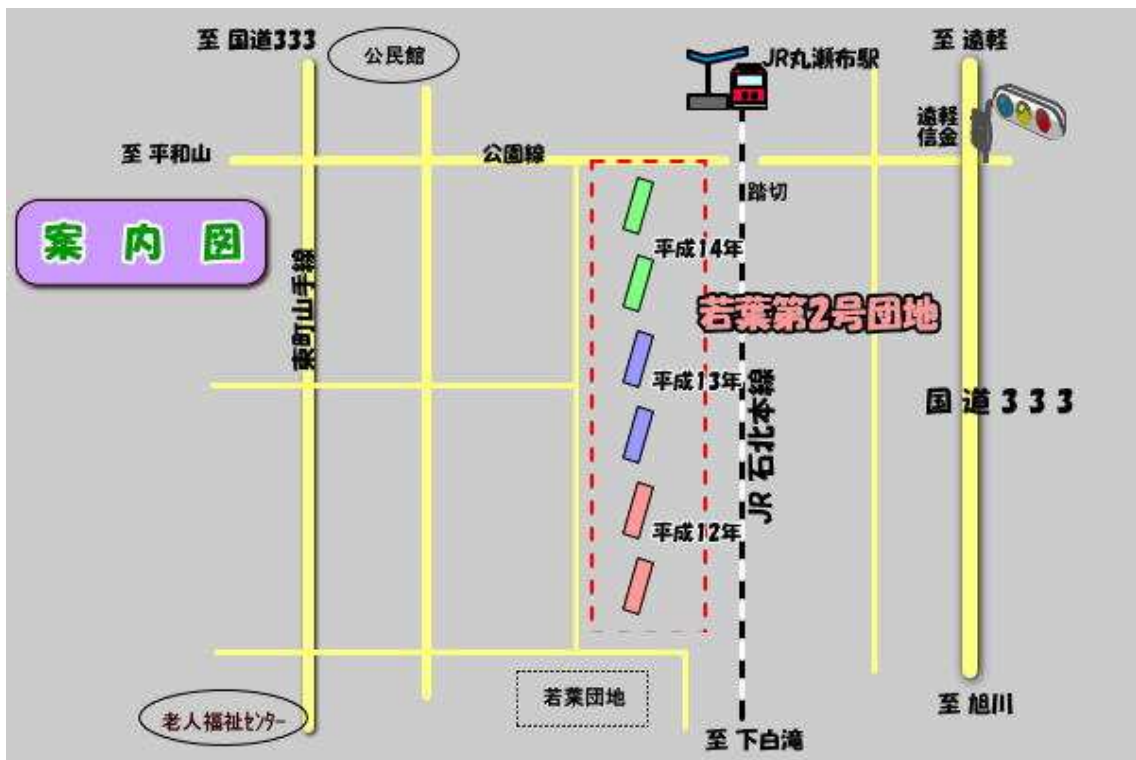 至 国道333
公民館
JR丸瀬布駅
至 遠軽
遠軽
信金
至 平和山
公園線
踏切
案内図
平成14年
東町山手線
若葉第2号団地
平成13年
国道333
JR 石北本線
平成12年
若葉団地
至 旭川
老人福祉センター
至 下白滝